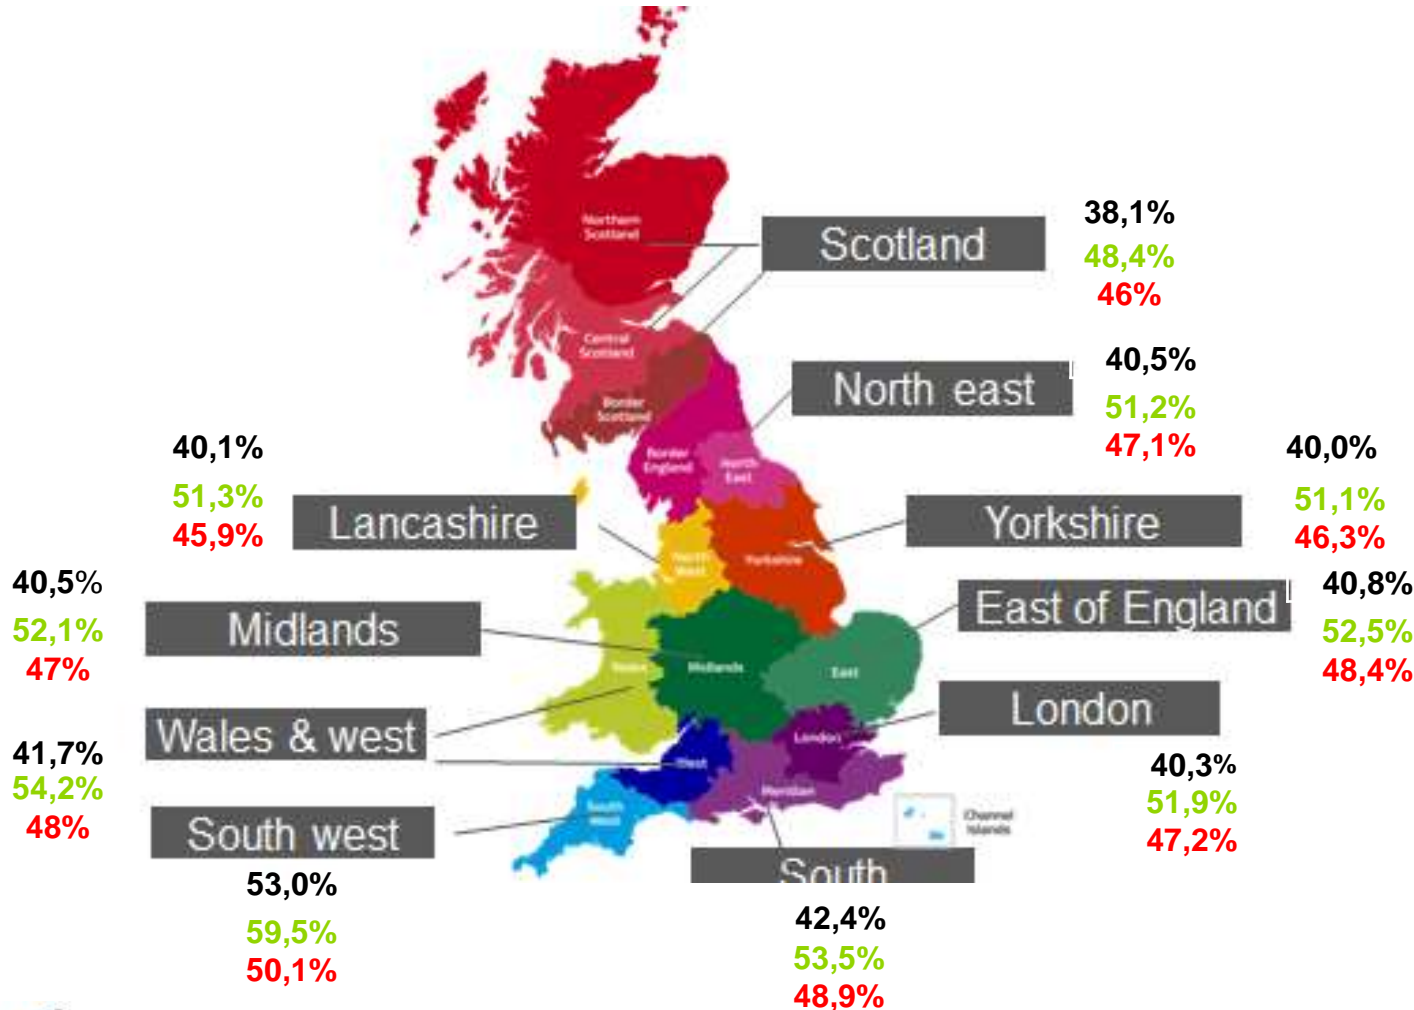 Northern
Scotland
Scotland
38,1%
48,4%
46%
Central
Scotland
North east
40,5%
51,2%
47,1%
Border
Scotland
Border
England
North
East
40,1%
51,3%
45,9%
Lancashire
40,0%
51,1%
46,3%
Yorkshire
North
West
Yorkshire
40,5%
52,1%
47%
Midlands
East of England
40,8%
52,5%
48,4%
Wales
Midlands
East
London
Wales & west
41,7%
54,2%
48%
London
West
40,3%
51,9%
47,2%
Meridian
South west
South
West
Channel
Islands
53,0%
59,5%
50,1%
South
42,4%
53,5%
48,9%